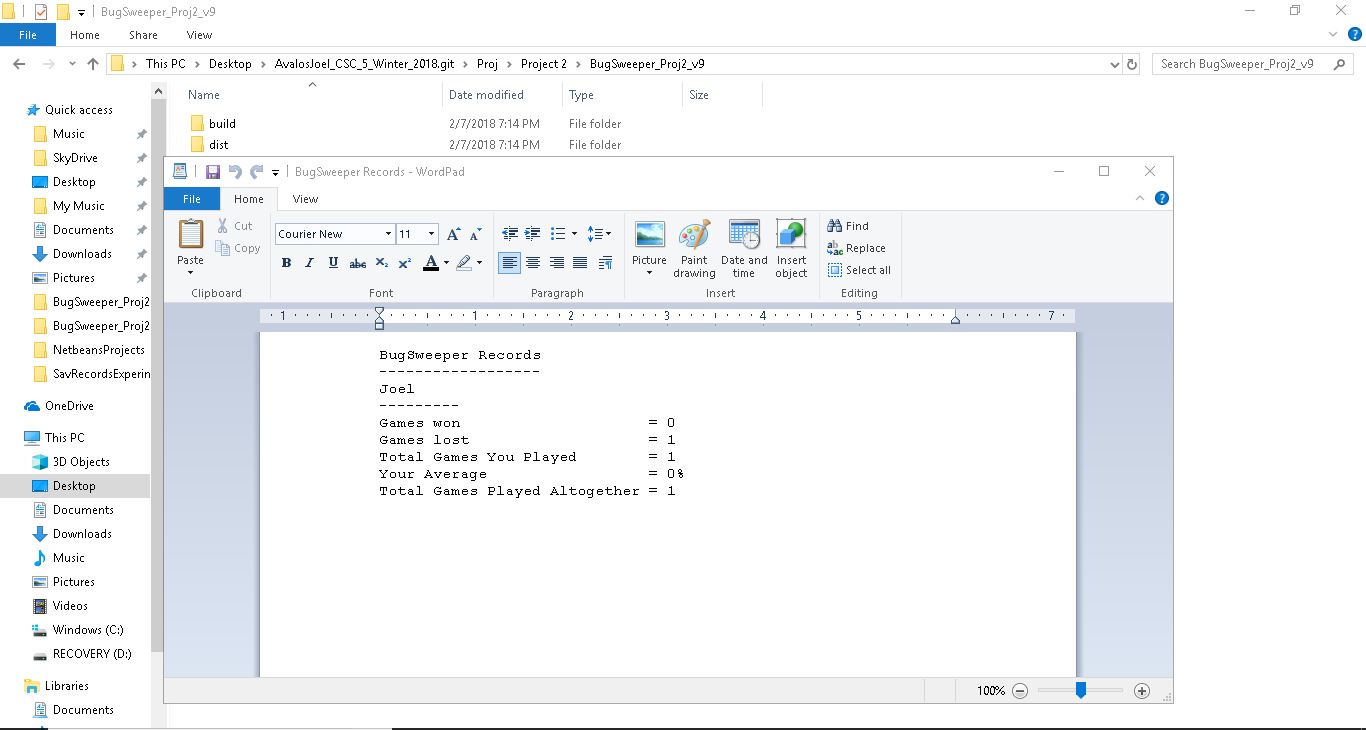 BugSweeper_Proj2_v9
File Home Share View
This PC Desktop AvalosJoel_CSC_5_Winter_2018.git Proj Project 2 BugSweeper_Proj2_v9 Search BugSweeper_Proj2_v9
Name Date modified Type Size
build 2/7/2018 7:14 PM File folder
dist 2/7/2018 7:14 PM File folder
Quick access
Music
SkyDrive
Desktop
My Music
Documents
Downloads
Pictures
BugSweeper_Proj2
BugSweeper_Proj2
NetbeansProjects
SavRecordsExperin
OneDrive
This PC
3D Objects
Desktop
Documents
Downloads
Music
Pictures
Videos
Windows (C:)
RECOVERY (D:)
Libraries
Documents
BugSweeper Records - WordPad
File Home View
Paste
Cut
Copy
Clipboard
Courier New 11
B I U abc X₂ X² A
Font
Paragraph
Picture
Paint drawing
Date and time
Insert object
Insert
Find
Replace
Select all
Editing
1 1 2 3 4 5 7
BugSweeper Records
------------------
Joel
---------
Games won = 0
Games lost = 1
Total Games You Played = 1
Your Average = 0%
Total Games Played Altogether = 1
100%